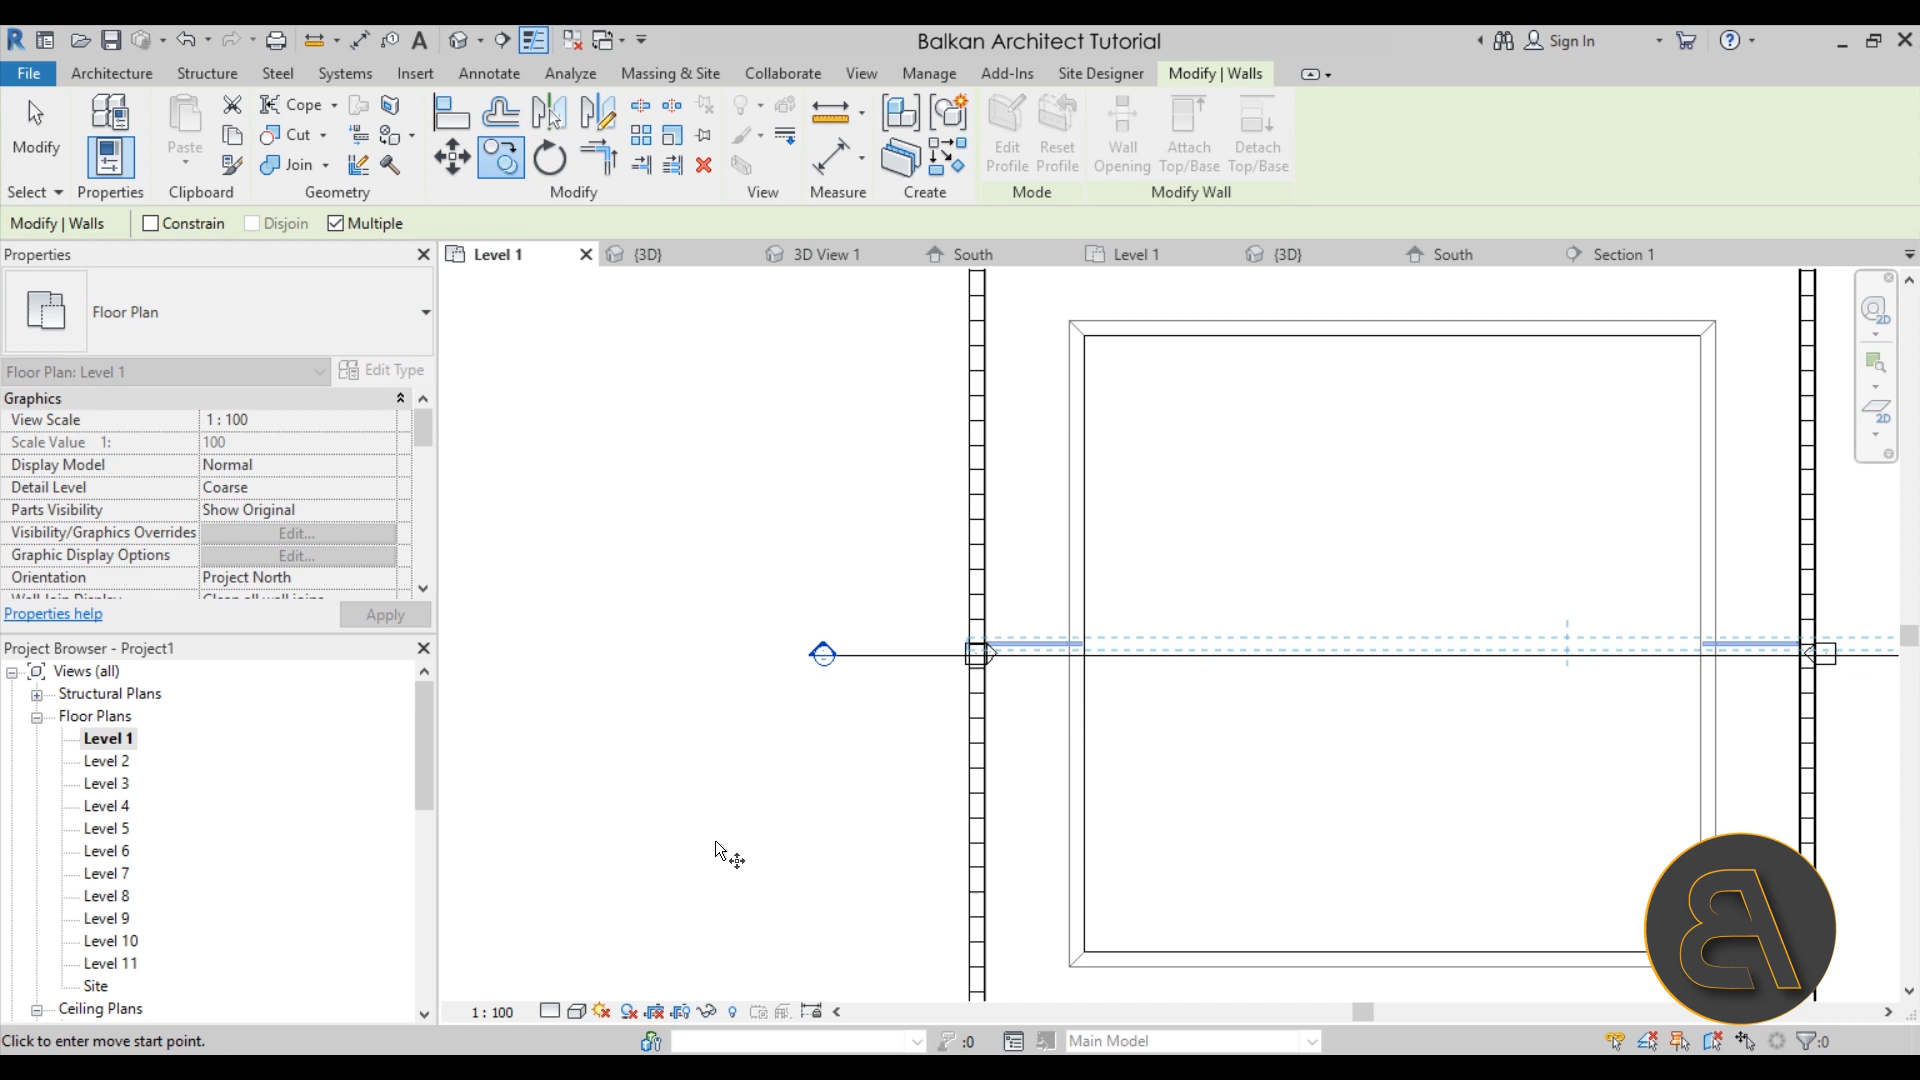 Balkan Architect Tutorial
Sign In
File Architecture Structure Steel Systems Insert Annotate Analyze Massing & Site Collaborate View Manage Add-Ins Site Designer Modify | Walls
Modify
Paste
Cope
Cut
Join
Edit Profile
Reset Profile
Wall Opening
Attach Top/Base
Detach Top/Base
Select Properties Clipboard Geometry Modify View Measure Create Mode Modify Wall
Modify | Walls Constrain Disjoin Multiple
Properties
Level 1 {3D} 3D View 1 South Level 1 {3D} South Section 1
Floor Plan
Floor Plan: Level 1 Edit Type
Graphics
View Scale 1 : 100
Scale Value 1: 100
Display Model Normal
Detail Level Coarse
Parts Visibility Show Original
Visibility/Graphics Overrides Edit...
Graphic Display Options Edit...
Orientation Project North
Properties help Apply
Project Browser - Project1
Views (all)
Structural Plans
Floor Plans
Level 1
Level 2
Level 3
Level 4
Level 5
Level 6
Level 7
Level 8
Level 9
Level 10
Level 11
Site
Ceiling Plans
2D
2D
1 : 100
Click to enter move start point.
:0
Main Model
:0